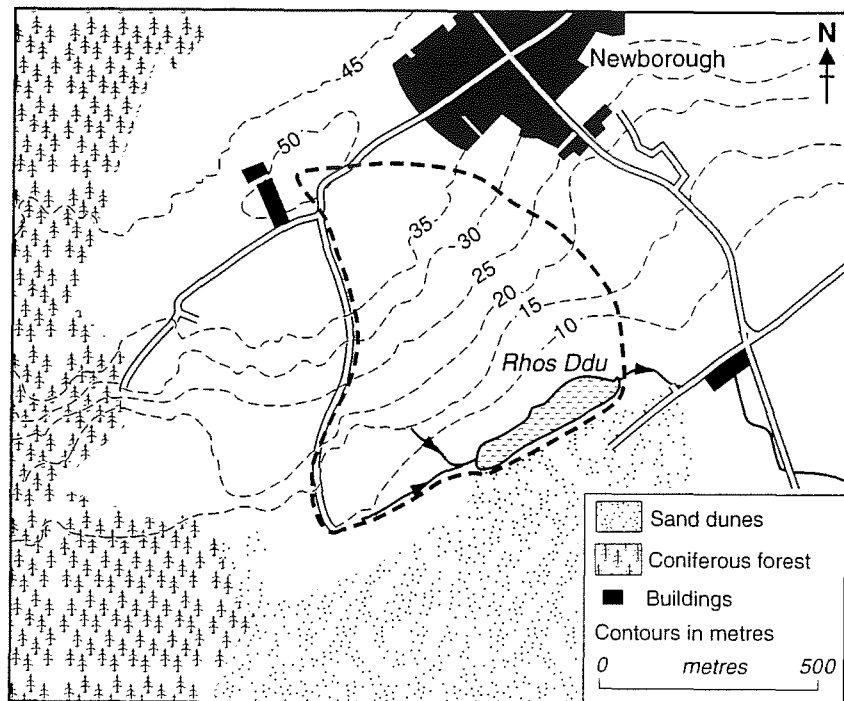 45
N
Newborough
50
35
30
25
20
15
10
Rhos Ddu
Sand dunes
Coniferous forest
Buildings
Contours in metres
0 metres 500